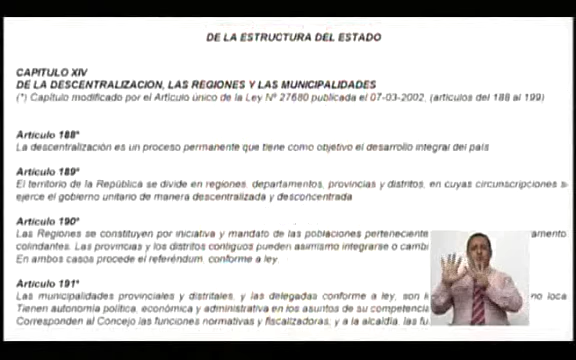 DE LA ESTRUCTURA DEL ESTADO
CAPITULO XIV
DE LA DESCENTRALIZACION, LAS REGIONES Y LAS MUNICIPALIDADES
(*) Capítulo modificado por el Artículo único de la Ley Nº 27680 publicada el 07-03-2002, (artículos del 188 al 199)
Artículo 188°
La descentralización es un proceso permanente que tiene como objetivo el desarrollo integral del país
Artículo 189°
El territorio de la República se divide en regiones, departamentos, provincias y distritos, en cuyas circunscripciones s
ejerce el gobierno unitario de manera descentralizada y desconcentrada
Artículo 190°
Las Regiones se constituyen por iniciativa y mandato de las poblaciones perteneciente amento
colindantes. Las provincias y los distritos contiguos pueden asimismo integrarse o cambi
En ambos casos procede el referéndum, conforme a ley.
Artículo 191°
Las municipalidades provinciales y distritales, y las delegadas conforme a ley, son no loca
Tienen autonomía política, económica y administrativa en los asuntos de su competencia
Corresponden al Concejo las funciones normativas y fiscalizadoras, y a la alcaldía, las fu